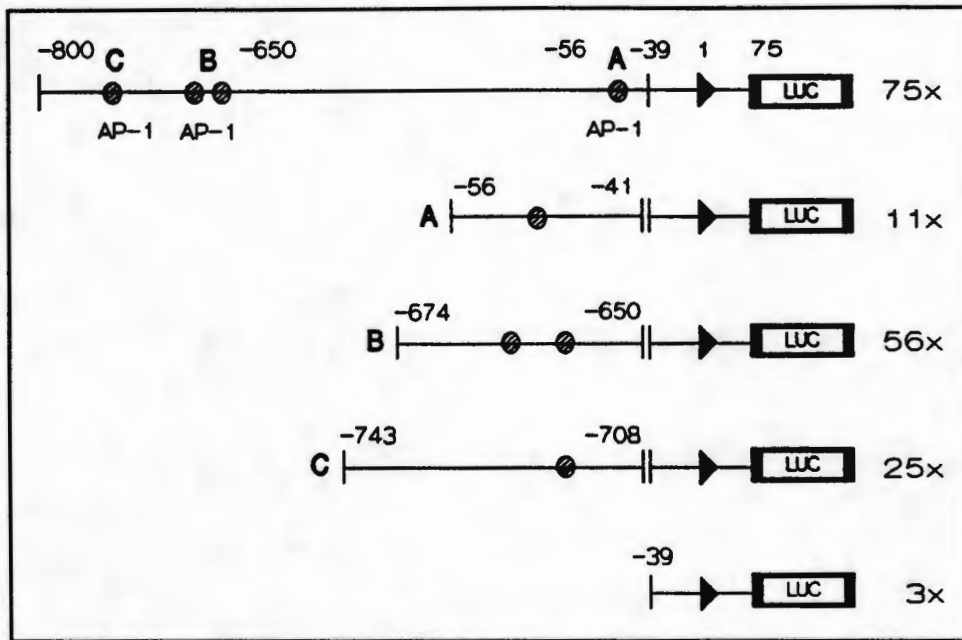 -800 C B -650 -56 A -39 1 75
LUC 75x
AP-1 AP-1 AP-1
-56 -41
A LUC 11x
-674 -650
B LUC 56x
-743 -708
C LUC 25x
-39
LUC 3x